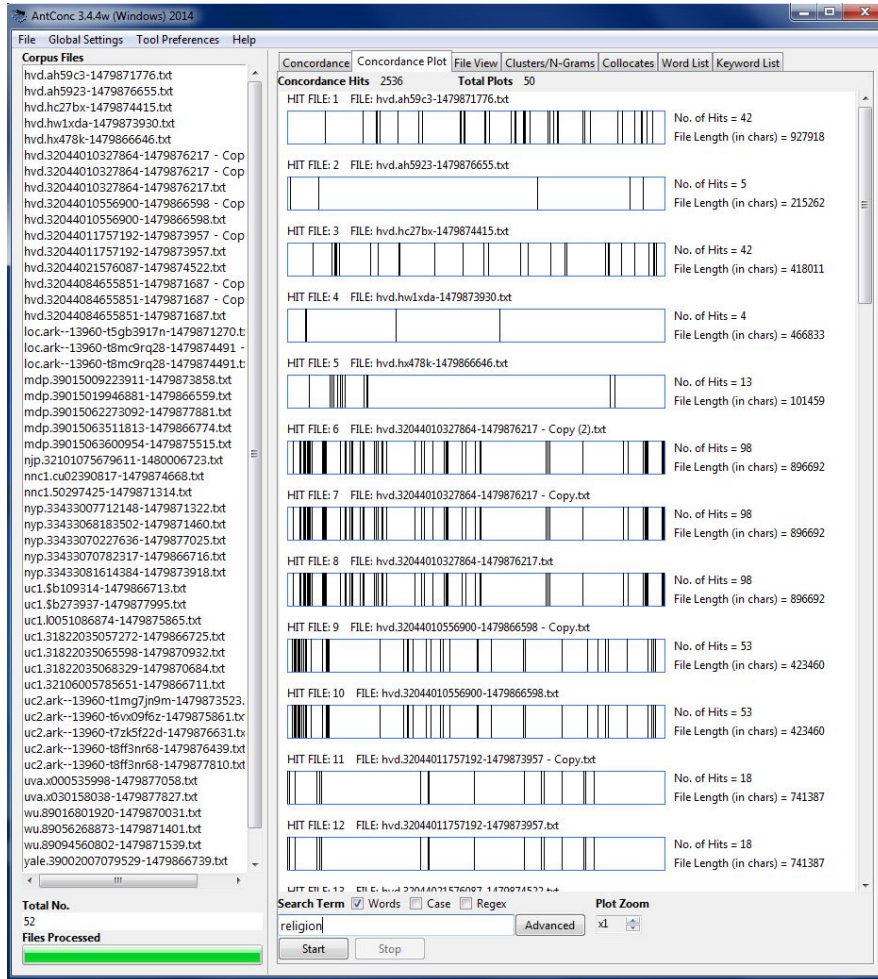 AntConc 3.4.4w (Windows) 2014
File Global Settings Tool Preferences Help
Corpus Files
hvd.ah59c3-1479871776.txt
hvd.ah5923-1479876655.txt
hvd.hc27bx-1479874415.txt
hvd.hw1xda-1479873930.txt
hvd.hx478k-1479866646.txt
hvd.32044010327864-1479876217 - Cop
hvd.32044010327864-1479876217 - Cop
hvd.32044010327864-1479876217.txt
hvd.32044010556900-1479866598 - Cop
hvd.32044010556900-1479866598.txt
hvd.32044011757192-1479873957 - Cop
hvd.32044011757192-1479873957.txt
hvd.32044021576087-1479874522.txt
hvd.32044084655851-1479871687 - Cop
hvd.32044084655851-1479871687 - Cop
hvd.32044084655851-1479871687.txt
loc.ark--13960-t5gb3917n-1479871270.t
loc.ark--13960-t8mc9rq28-1479874491 -
loc.ark--13960-t8mc9rq28-1479874491.t
mdp.39015009223911-1479873858.txt
mdp.39015019946881-1479866559.txt
mdp.39015062273092-1479877881.txt
mdp.39015063511813-1479866774.txt
mdp.39015063600954-1479875515.txt
njp.32101075679611-1480006723.txt
nnc1.cu02390817-1479874668.txt
nnc1.50297425-1479871314.txt
nyp.33433007712148-1479871322.txt
nyp.33433068183502-1479871460.txt
nyp.33433070227636-1479877025.txt
nyp.33433070782317-1479866716.txt
nyp.33433081614384-1479873918.txt
uc1.$b109314-1479866713.txt
uc1.$b273937-1479877995.txt
uc1.l0051086874-1479875865.txt
uc1.31822035057272-1479866725.txt
uc1.31822035065598-1479870932.txt
uc1.31822035068329-1479870684.txt
uc1.32106005785651-1479866711.txt
uc2.ark--13960-t1mg7jn9m-1479873523.
uc2.ark--13960-t6vx09f6z-1479875861.tx
uc2.ark--13960-t7zk5f22d-1479876631.tx
uc2.ark--13960-t8ff3nr68-1479876439.txt
uc2.ark--13960-t8ff3nr68-1479877810.txt
uva.x000535998-1479877058.txt
uva.x030158038-1479877827.txt
wu.89016801920-1479870031.txt
wu.89056268873-1479871401.txt
wu.89094560802-1479871539.txt
yale.39002007079529-1479866739.txt
Total No.
52
Files Processed
Concordance Concordance Plot File View Clusters/N-Grams Collocates Word List Keyword List
Concordance Hits 2536 Total Plots 50
HIT FILE: 1 FILE: hvd.ah59c3-1479871776.txt
No. of Hits = 42
File Length (in chars) = 927918
HIT FILE: 2 FILE: hvd.ah5923-1479876655.txt
No. of Hits = 5
File Length (in chars) = 215262
HIT FILE: 3 FILE: hvd.hc27bx-1479874415.txt
No. of Hits = 42
File Length (in chars) = 418011
HIT FILE: 4 FILE: hvd.hw1xda-1479873930.txt
No. of Hits = 4
File Length (in chars) = 466833
HIT FILE: 5 FILE: hvd.hx478k-1479866646.txt
No. of Hits = 13
File Length (in chars) = 101459
HIT FILE: 6 FILE: hvd.32044010327864-1479876217 - Copy (2).txt
No. of Hits = 98
File Length (in chars) = 896692
HIT FILE: 7 FILE: hvd.32044010327864-1479876217 - Copy.txt
No. of Hits = 98
File Length (in chars) = 896692
HIT FILE: 8 FILE: hvd.32044010327864-1479876217.txt
No. of Hits = 98
File Length (in chars) = 896692
HIT FILE: 9 FILE: hvd.32044010556900-1479866598 - Copy.txt
No. of Hits = 53
File Length (in chars) = 423460
HIT FILE: 10 FILE: hvd.32044010556900-1479866598.txt
No. of Hits = 53
File Length (in chars) = 423460
HIT FILE: 11 FILE: hvd.32044011757192-1479873957 - Copy.txt
No. of Hits = 18
File Length (in chars) = 741387
HIT FILE: 12 FILE: hvd.32044011757192-1479873957.txt
No. of Hits = 18
File Length (in chars) = 741387
HIT FILE: 13 FILE: hvd.32044021576087-1479874522.txt
Search Term Words Case Regex Plot Zoom
religion Advanced x1
Start Stop